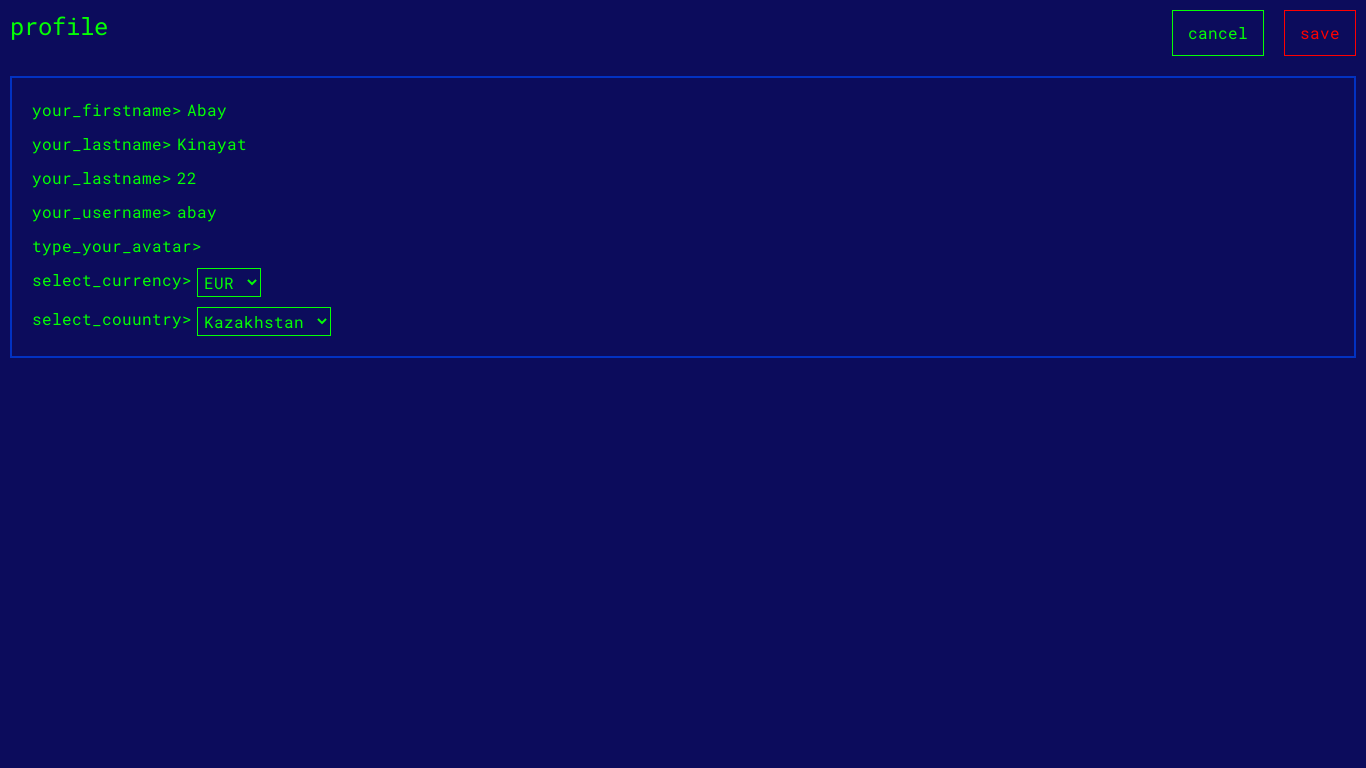 profile
cancel
save
your_firstname> Abay
your_lastname> Kinayat
your_lastname> 22
your_username> abay
type_your_avatar>
select_currency> EUR
select_couuntry> Kazakhstan